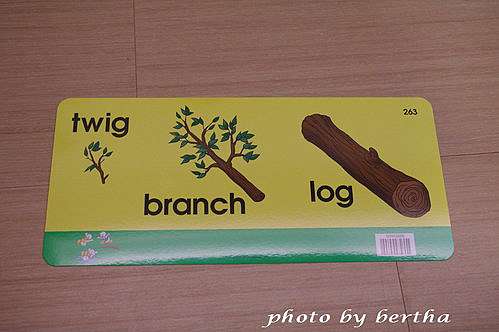 twig
263
branch
log
photo by bertha